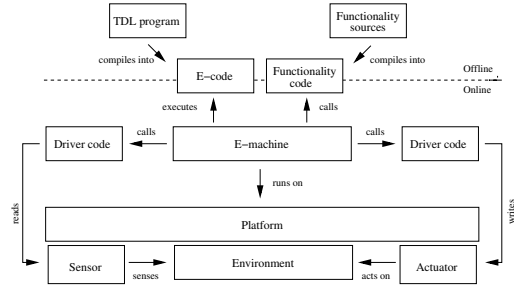 TDL program
Functionality
sources
compiles into
compiles into
E−code
Functionality
code
Offline
Online
executes
calls
Driver code
calls
E−machine
calls
Driver code
runs on
reads
writes
Platform
Sensor
senses
Environment
acts on
Actuator